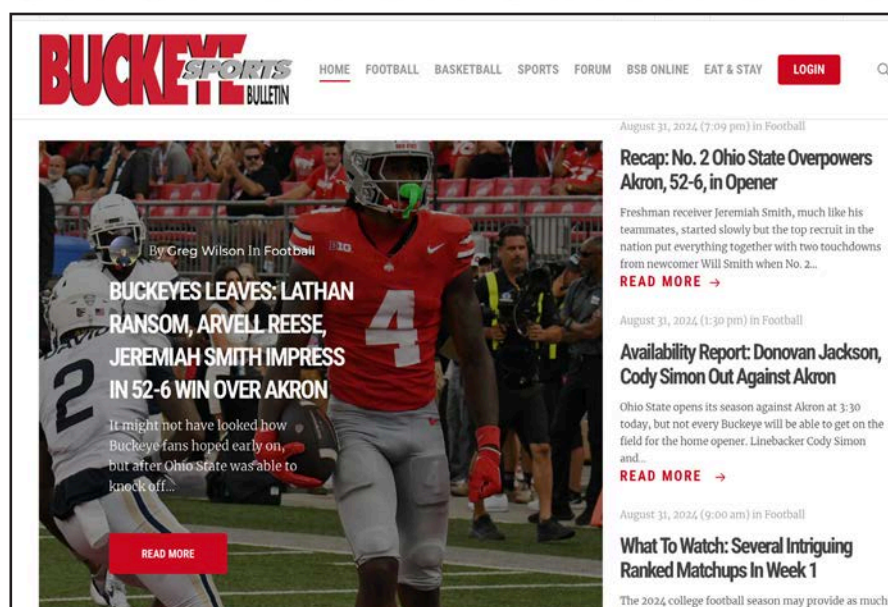 BUCKEYE
SPORTS
BULLETIN
HOME FOOTBALL BASKETBALL SPORTS FORUM BSB ONLINE EAT & STAY LOGIN
By Greg Wilson In Football
BUCKEYES LEAVES: LATHAN
RANSOM, ARVELL REESE,
JEREMIAH SMITH IMPRESS
IN 52-6 WIN OVER AKRON
It might not have looked how
Buckeye fans hoped early on,
but after Ohio State was able to
knock off...
READ MORE
4
2
B1G
August 31, 2024 (7:09 pm) in Football
Recap: No. 2 Ohio State Overpowers
Akron, 52-6, in Opener
Freshman receiver Jeremiah Smith, much like his
teammates, started slowly but the top recruit in the
nation put everything together with two touchdowns
from newcomer Will Smith when No. 2...
READ MORE →
August 31, 2024 (1:30 pm) in Football
Availability Report: Donovan Jackson,
Cody Simon Out Against Akron
Ohio State opens its season against Akron at 3:30
today, but not every Buckeye will be able to get on the
field for the home opener. Linebacker Cody Simon
and...
READ MORE →
August 31, 2024 (9:00 am) in Football
What To Watch: Several Intriguing
Ranked Matchups In Week 1
The 2024 college football season may provide as much